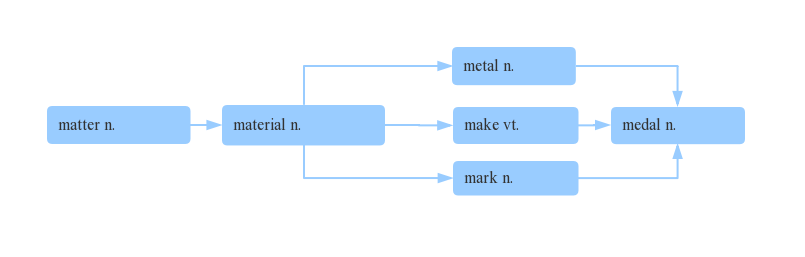 matter n.
material n.
metal n.
make vt.
mark n.
medal n.